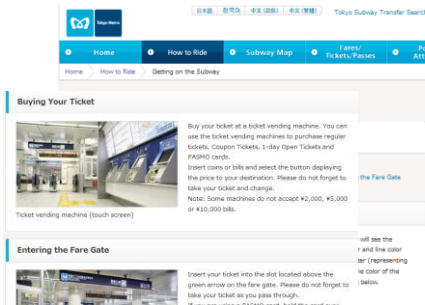 日本語 한국어 中文 (简体) 中文 (繁體) Tokyo Subway Transfer Search
Tokyo Metro
Home How to Ride Subway Map Fares/
Tickets/Passes
Home How to Ride Getting on the Subway
Buying Your Ticket
Buy your ticket at a ticket vending machine. You can
use the ticket vending machines to purchase regular
tickets, Coupon Tickets, 1-day Open Tickets and
PASMO cards.
Insert coins or bills and select the button displaying
the price to your destination. Please do not forget to
take your ticket and change.
Note: Some machines do not accept ¥2,000, ¥5,000
or ¥10,000 bills.
Ticket vending machine (touch screen)
the Fare Gate
Entering the Fare Gate
Insert your ticket into the slot located above the
green arrow on the fare gate. Please do not forget to
take your ticket as you pass through.
will see the
and line color
(representing
color of the
below.